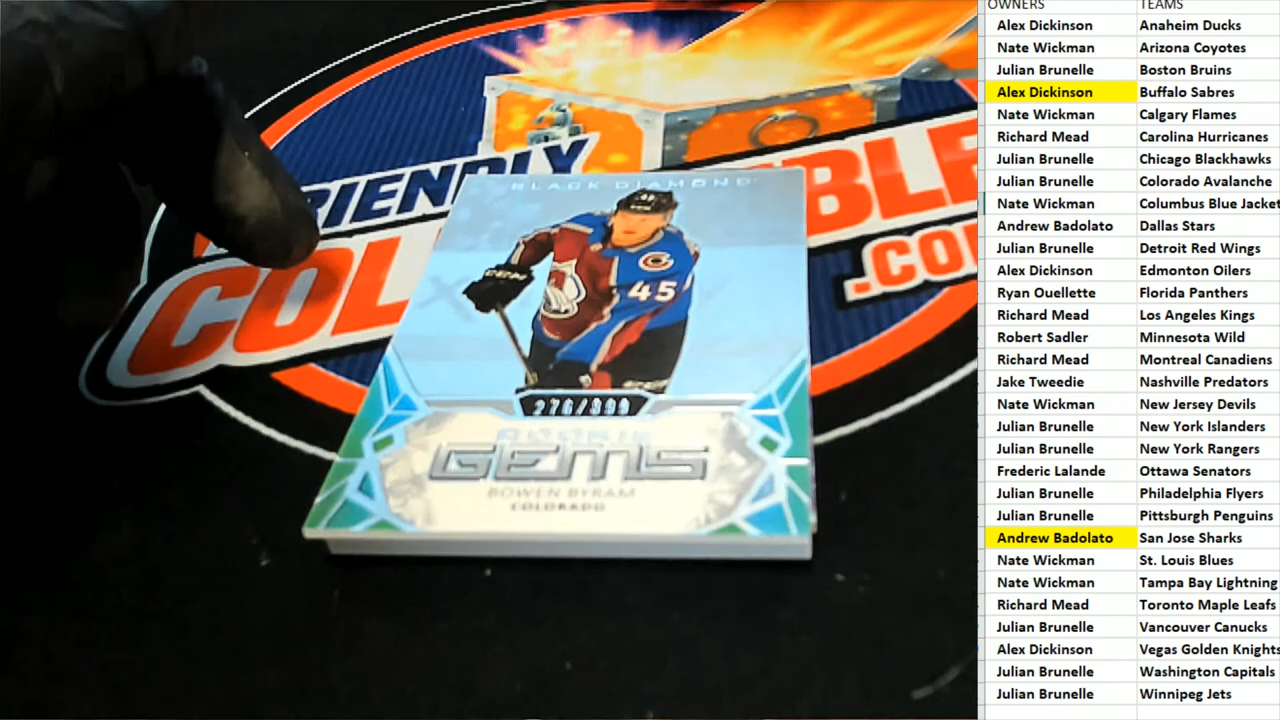 FRIENDLY
COL
BLE
.CO
BLACK DIAMOND
45
C
45
276/399
ROOKIE
GEMS
BOWEN BYRAM
COLORADO
OWNERS TEAMS
Alex Dickinson Anaheim Ducks
Nate Wickman Arizona Coyotes
Julian Brunelle Boston Bruins
Alex Dickinson Buffalo Sabres
Nate Wickman Calgary Flames
Richard Mead Carolina Hurricanes
Julian Brunelle Chicago Blackhawks
Julian Brunelle Colorado Avalanche
Nate Wickman Columbus Blue Jacket
Andrew Badolato Dallas Stars
Julian Brunelle Detroit Red Wings
Alex Dickinson Edmonton Oilers
Ryan Ouellette Florida Panthers
Richard Mead Los Angeles Kings
Robert Sadler Minnesota Wild
Richard Mead Montreal Canadiens
Jake Tweedie Nashville Predators
Nate Wickman New Jersey Devils
Julian Brunelle New York Islanders
Julian Brunelle New York Rangers
Frederic Lalande Ottawa Senators
Julian Brunelle Philadelphia Flyers
Julian Brunelle Pittsburgh Penguins
Andrew Badolato San Jose Sharks
Nate Wickman St. Louis Blues
Nate Wickman Tampa Bay Lightning
Richard Mead Toronto Maple Leafs
Julian Brunelle Vancouver Canucks
Alex Dickinson Vegas Golden Knights
Julian Brunelle Washington Capitals
Julian Brunelle Winnipeg Jets